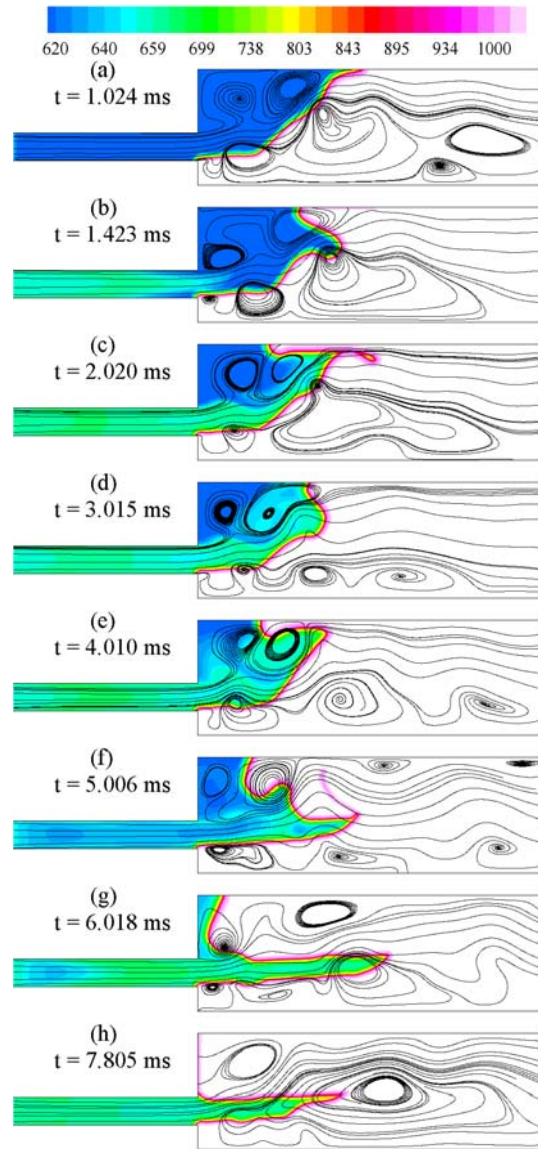 620 640 659 699 738 803 843 895 934 1000
(a)
t = 1.024 ms
(b)
t = 1.423 ms
(c)
t = 2.020 ms
(d)
t = 3.015 ms
(e)
t = 4.010 ms
(f)
t = 5.006 ms
(g)
t = 6.018 ms
(h)
t = 7.805 ms